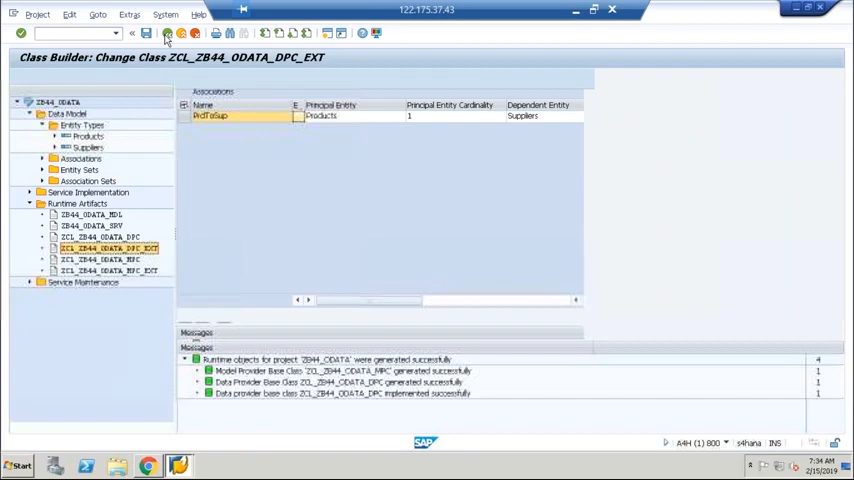 122.175.37.43
Project Edit Goto Extras System Help
Class Builder: Change Class ZCL_ZB44_ODATA_DPC_EXT
ZB44_ODATA
Data Model
Entity Types
Products
Suppliers
Associations
Entity Sets
Association Sets
Service Implementation
Runtime Artifacts
ZB44_ODATA_MDL
ZB44_ODATA_SRV
ZCL_ZB44_ODATA_DPC
ZCL_ZB44_ODATA_DPC_EXT
ZCL_ZB44_ODATA_MPC
ZCL_ZB44_ODATA_MPC_EXT
Service Maintenance
Associations
Name E.. Principal Entity Principal Entity Cardinality Dependent Entity
PrdToSup Products 1 Suppliers
Messages
Messages
Runtime objects for project 'ZB44_ODATA' were generated successfully 4
Model Provider Base Class 'ZCL_ZB44_ODATA_MPC' generated successfully 1
Data Provider Base Class ZCL_ZB44_ODATA_DPC generated successfully 1
Data provider base class ZCL_ZB44_ODATA_DPC implemented successfully 1
SAP
A4H (1) 800 s4hana INS
Start
7:34 AM
2/15/2019